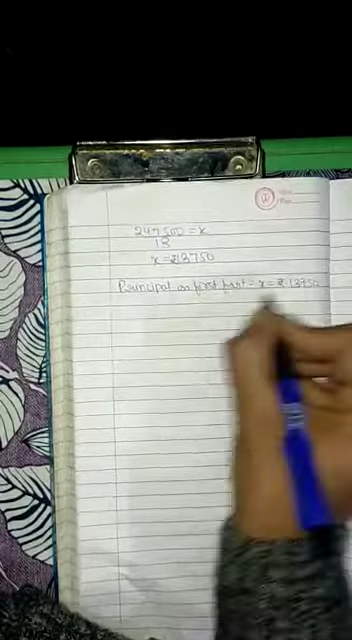 247500 = x
18
x = ₹13750
Principal on first part = x = ₹ 13750